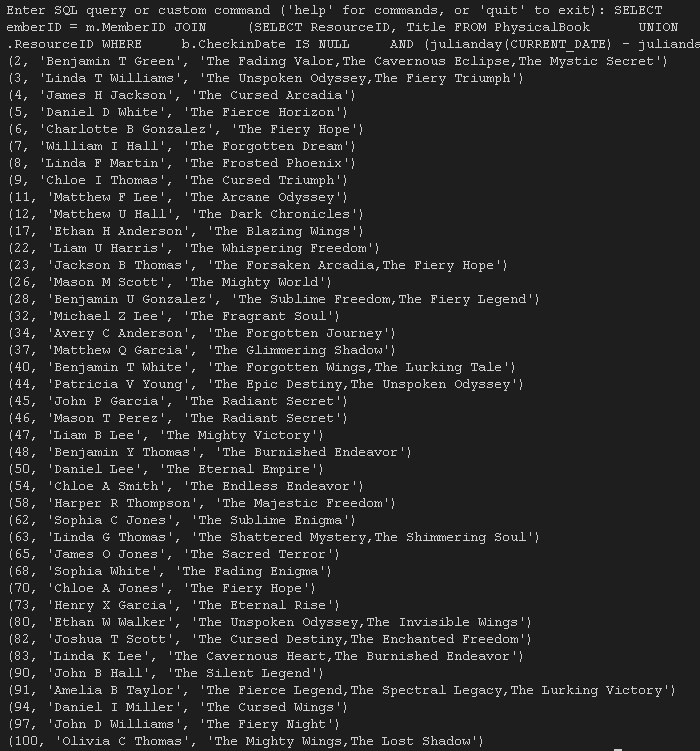 Enter SQL query or custom command ('help' for commands, or 'quit' to exit): SELECT
emberID = m.MemberID JOIN     (SELECT ResourceID, Title FROM PhysicalBook     UNION
.ResourceID WHERE     b.CheckinDate IS NULL     AND (julianday(CURRENT_DATE) - julianda
(2, 'Benjamin T Green', 'The Fading Valor,The Cavernous Eclipse,The Mystic Secret')
(3, 'Linda T Williams', 'The Unspoken Odyssey,The Fiery Triumph')
(4, 'James H Jackson', 'The Cursed Arcadia')
(5, 'Daniel D White', 'The Fierce Horizon')
(6, 'Charlotte B Gonzalez', 'The Fiery Hope')
(7, 'William I Hall', 'The Forgotten Dream')
(8, 'Linda F Martin', 'The Frosted Phoenix')
(9, 'Chloe I Thomas', 'The Cursed Triumph')
(11, 'Matthew F Lee', 'The Arcane Odyssey')
(12, 'Matthew U Hall', 'The Dark Chronicles')
(17, 'Ethan H Anderson', 'The Blazing Wings')
(22, 'Liam U Harris', 'The Whispering Freedom')
(23, 'Jackson B Thomas', 'The Forsaken Arcadia,The Fiery Hope')
(26, 'Mason M Scott', 'The Mighty World')
(28, 'Benjamin U Gonzalez', 'The Sublime Freedom,The Fiery Legend')
(32, 'Michael Z Lee', 'The Fragrant Soul')
(34, 'Avery C Anderson', 'The Forgotten Journey')
(37, 'Matthew Q Garcia', 'The Glimmering Shadow')
(40, 'Benjamin T White', 'The Forgotten Wings,The Lurking Tale')
(44, 'Patricia V Young', 'The Epic Destiny,The Unspoken Odyssey')
(45, 'John P Garcia', 'The Radiant Secret')
(46, 'Mason T Perez', 'The Radiant Secret')
(47, 'Liam B Lee', 'The Mighty Victory')
(48, 'Benjamin Y Thomas', 'The Burnished Endeavor')
(50, 'Daniel Lee', 'The Eternal Empire')
(54, 'Chloe A Smith', 'The Endless Endeavor')
(58, 'Harper R Thompson', 'The Majestic Freedom')
(62, 'Sophia C Jones', 'The Sublime Enigma')
(63, 'Linda G Thomas', 'The Shattered Mystery,The Shimmering Soul')
(65, 'James O Jones', 'The Sacred Terror')
(68, 'Sophia White', 'The Fading Enigma')
(70, 'Chloe A Jones', 'The Fiery Hope')
(73, 'Henry X Garcia', 'The Eternal Rise')
(80, 'Ethan W Walker', 'The Unspoken Odyssey,The Invisible Wings')
(82, 'Joshua T Scott', 'The Cursed Destiny,The Enchanted Freedom')
(83, 'Linda K Lee', 'The Cavernous Heart,The Burnished Endeavor')
(90, 'John B Hall', 'The Silent Legend')
(91, 'Amelia B Taylor', 'The Fierce Legend,The Spectral Legacy,The Lurking Victory')
(94, 'Daniel I Miller', 'The Cursed Wings')
(97, 'John D Williams', 'The Fiery Night')
(100, 'Olivia C Thomas', 'The Mighty Wings,The Lost Shadow')